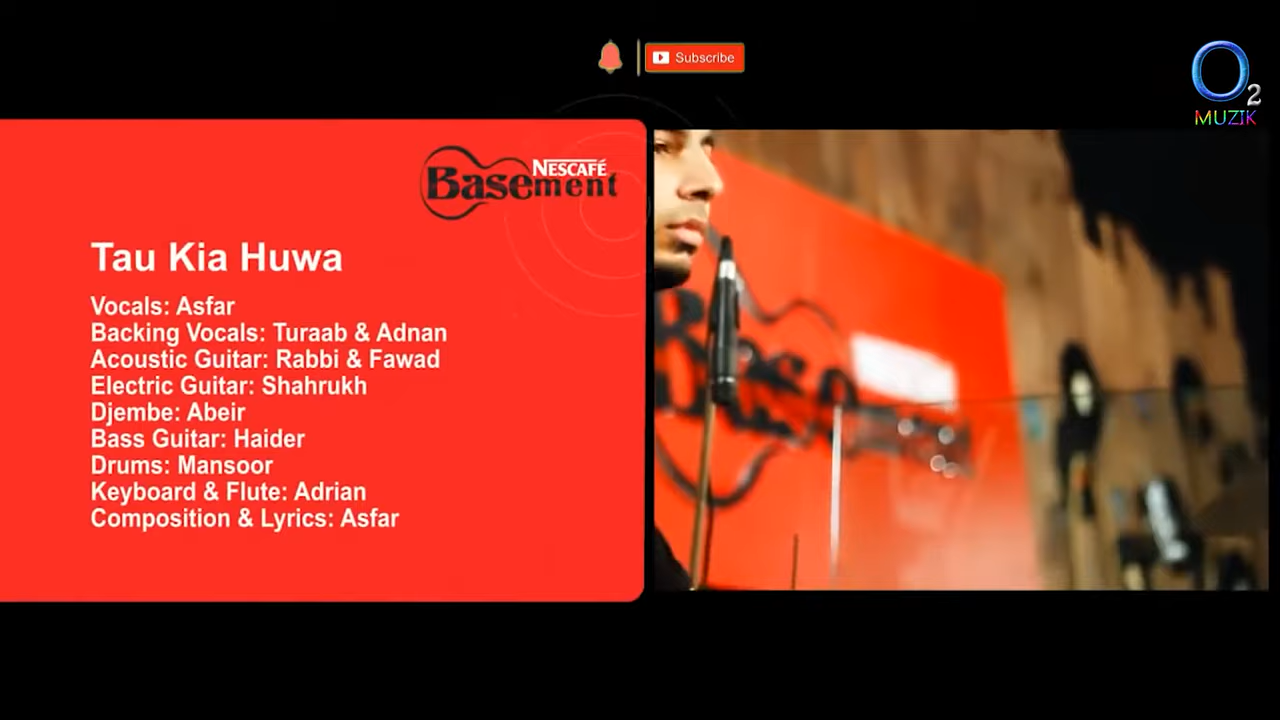 Subscribe
O2
MUZIK
NESCAFÉ
Basement
Tau Kia Huwa
Vocals: Asfar
Backing Vocals: Turaab & Adnan
Acoustic Guitar: Rabbi & Fawad
Electric Guitar: Shahrukh
Djembe: Abeir
Bass Guitar: Haider
Drums: Mansoor
Keyboard & Flute: Adrian
Composition & Lyrics: Asfar